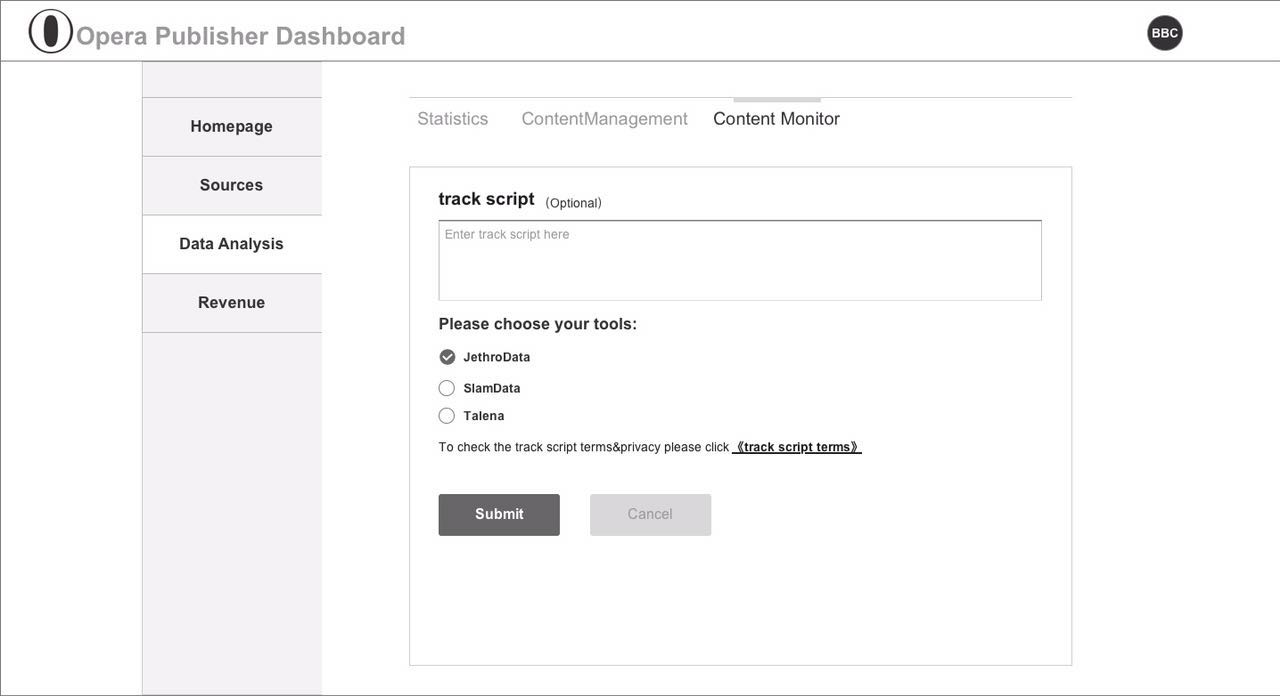 Opera Publisher Dashboard
BBC
Homepage
Sources
Data Analysis
Revenue
Statistics
ContentManagement
Content Monitor
track script (Optional)
Enter track script here
Please choose your tools:
JethroData
SlamData
Talena
To check the track script terms&privacy please click 《track script terms》
Submit
Cancel